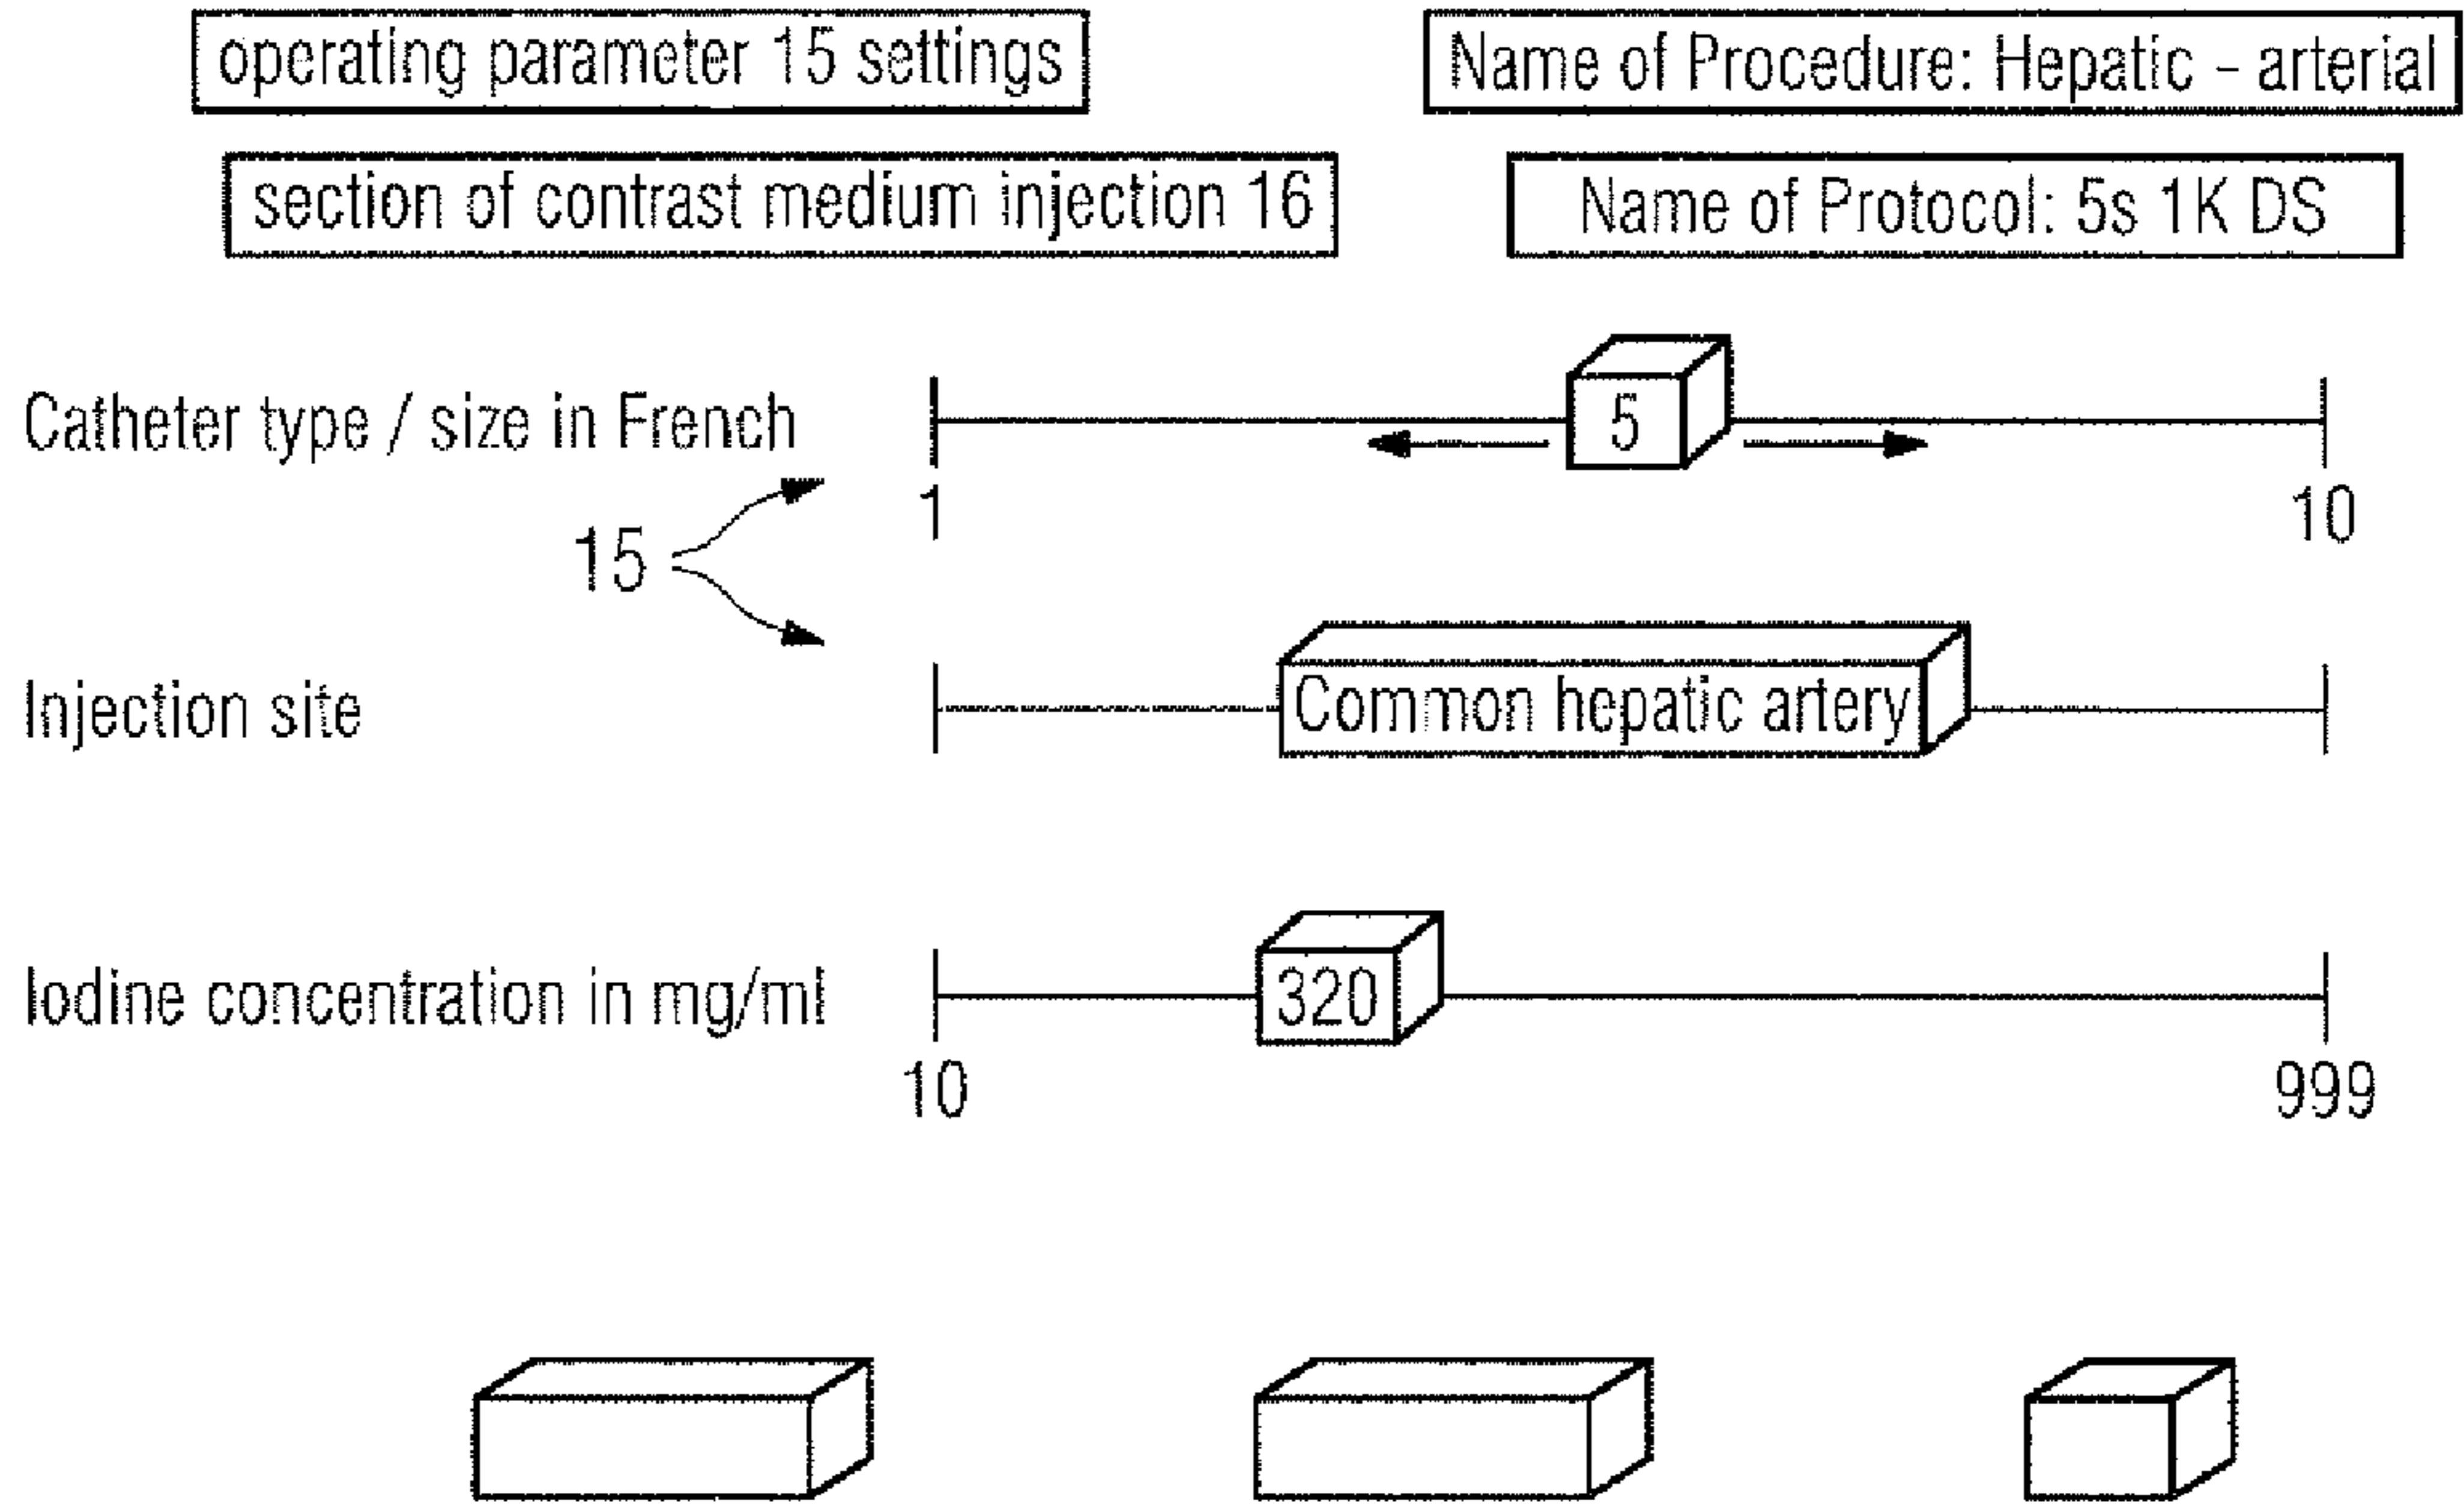 operating parameter 15 settings
Name of Procedure: Hepatic - arterial
section of contrast medium injection 16
Name of Protocol: 5s 1K DS
Catheter type / size in French
5
1
10
15
Injection site
Common hepatic artery
Iodine concentration in mg/ml
320
10
999